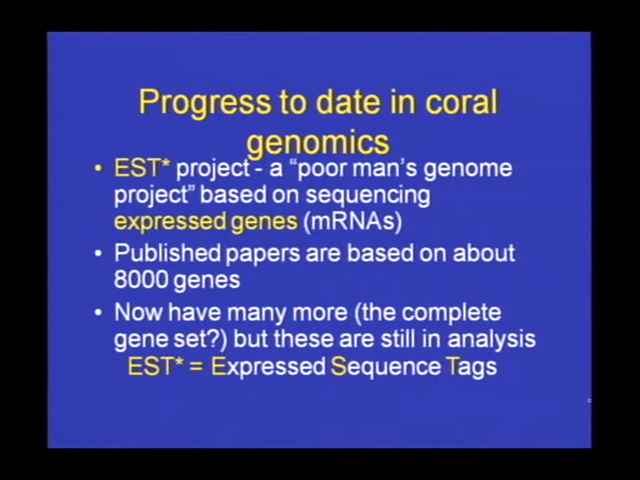 Progress to date in coral
genomics
• EST* project - a “poor man’s genome
project” based on sequencing
expressed genes (mRNAs)
• Published papers are based on about
8000 genes
• Now have many more (the complete
gene set?) but these are still in analysis
EST* = Expressed Sequence Tags